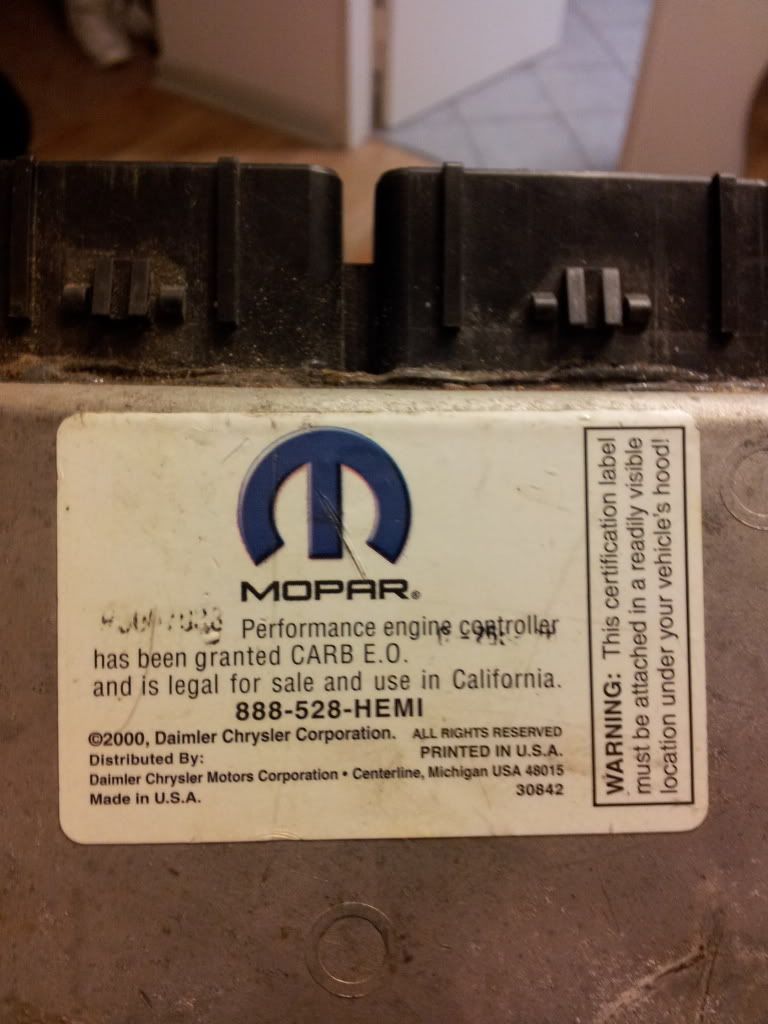 MOPAR®
Performance engine controller
has been granted CARB E.O.
and is legal for sale and use in California.
888-528-HEMI
©2000, Daimler Chrysler Corporation. ALL RIGHTS RESERVED
Distributed By: PRINTED IN U.S.A.
Daimler Chrysler Motors Corporation • Centerline, Michigan USA 48015
Made in U.S.A. 30842
WARNING: This certification label
must be attached in a readily visible
location under your vehicle's hood!